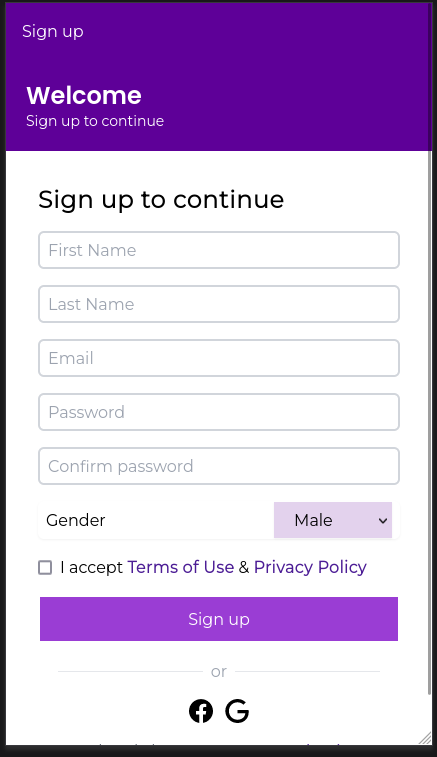 Sign up
Welcome
Sign up to continue
Sign up to continue
First Name
Last Name
Email
Password
Confirm password
Gender Male
I accept Terms of Use & Privacy Policy
Sign up
or